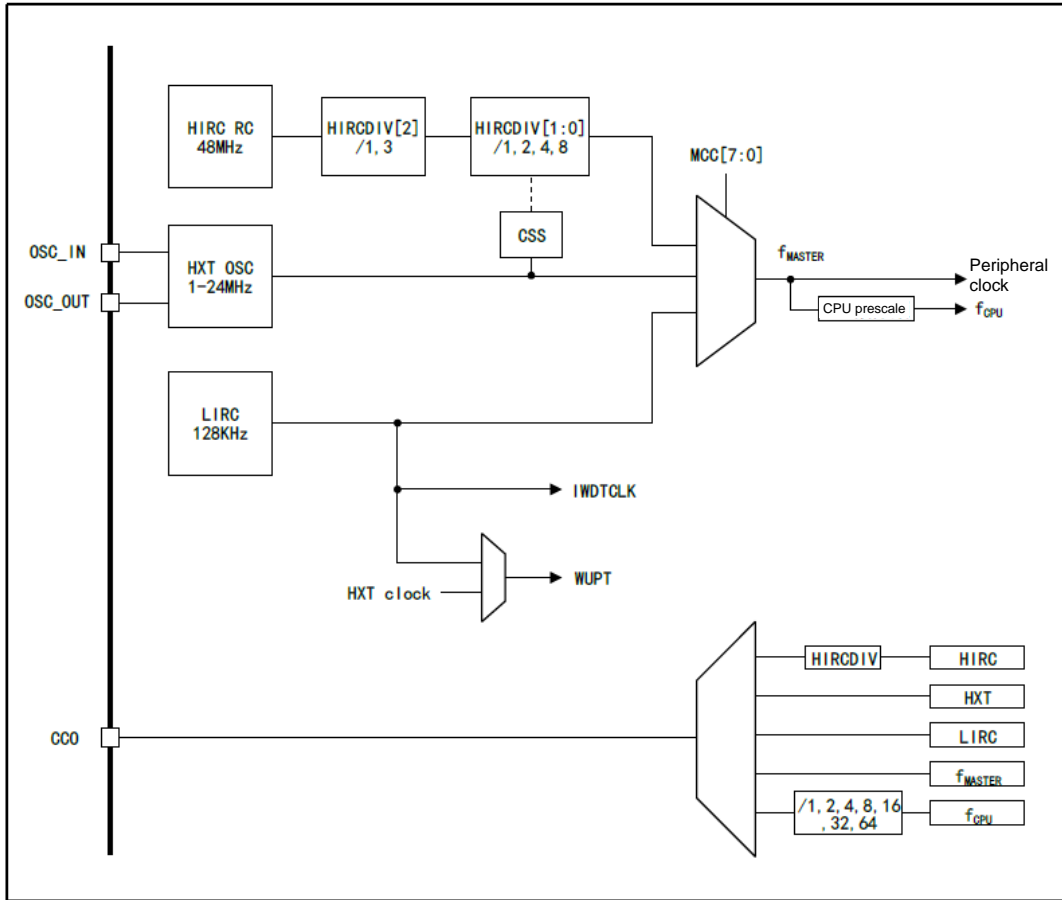 HIRC RC
48MHz
HIRCDIV[2]
/1, 3
HIRCDIV[1:0]
/1, 2, 4, 8
MCC[7:0]
CSS
OSC_IN
OSC_OUT
HXT OSC
1-24MHz
fMASTER
Peripheral
clock
CPU prescale
fCPU
LIRC
128KHz
IWDTCLK
HXT clock
WUPT
CCO
HIRCDIV
HIRC
HXT
LIRC
fMASTER
/1, 2, 4, 8, 16
, 32, 64
fCPU